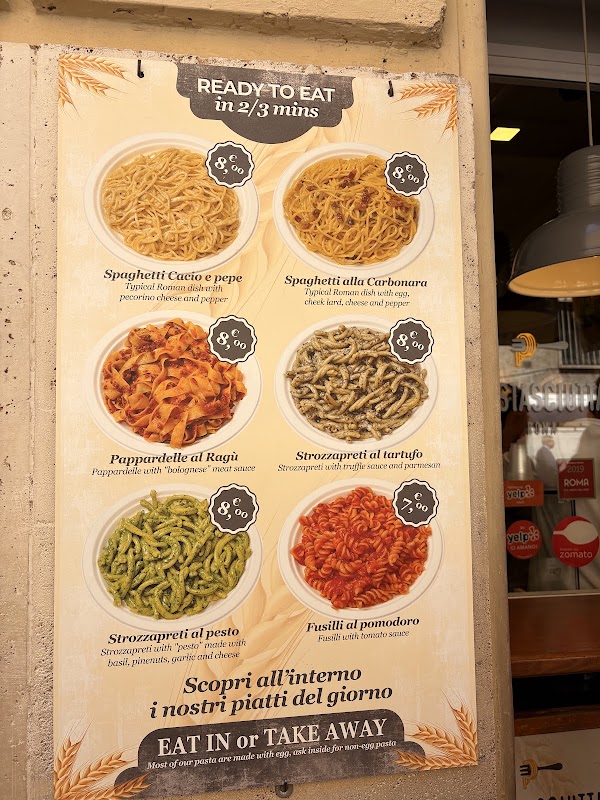 READY TO EAT
in 2/3 mins
€
8,00
€
8,00
Spaghetti Cacio e pepe
Typical Roman dish with
pecorino cheese and pepper
Spaghetti alla Carbonara
Typical Roman dish with egg,
cheek lard, cheese and pepper
€
8,00
€
8,00
Pappardelle al Ragù
Pappardelle with "bolognese" meat sauce
Strozzapreti al tartufo
Strozzapreti with truffle sauce and parmesan
€
8,00
€
7,00
Strozzapreti al pesto
Strozzapreti with "pesto" made with
basil, pinenuts, garlic and cheese
Fusilli al pomodoro
Fusilli with tomato sauce
Scopri all'interno
i nostri piatti del giorno
EAT IN or TAKE AWAY
Most of our pasta are made with egg, ask inside for non-egg pasta
2019
ROMA
yelp
yelp
zomato